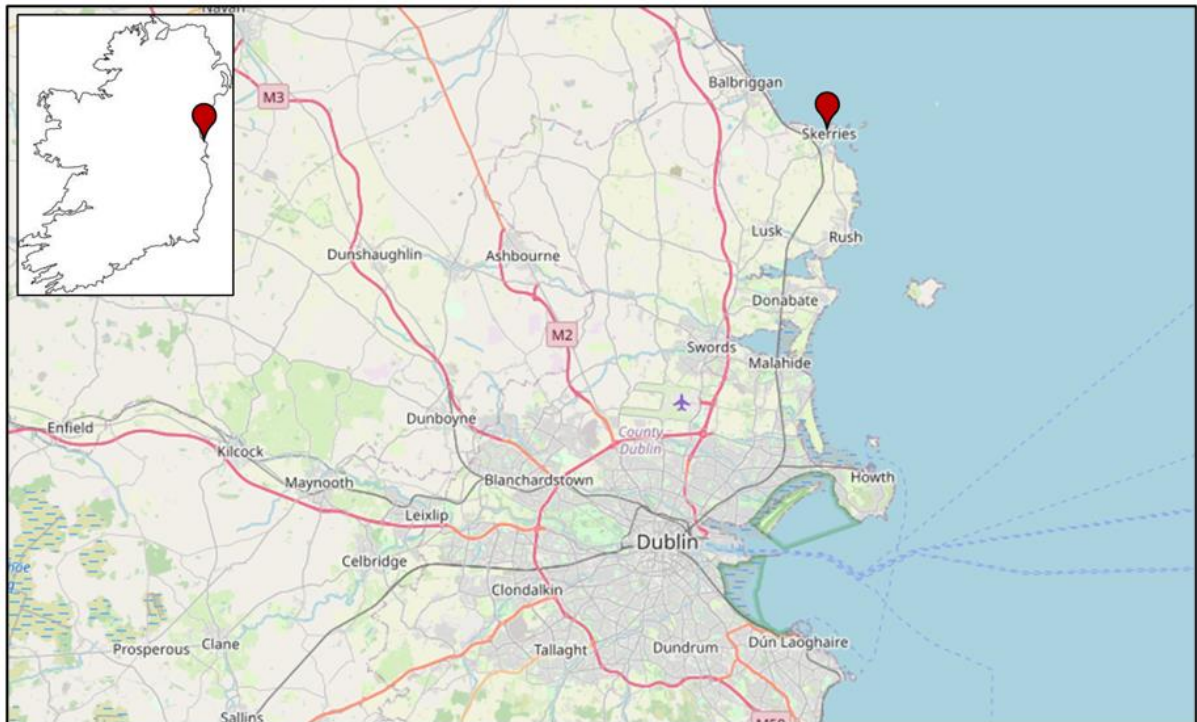 Navan
M3
Balbriggan
Skerries
Lusk
Rush
Dunshaughlin
Ashbourne
Donabate
M2
Swords
Malahide
Dunboyne
County
Dublin
Enfield
Kilcock
Maynooth
Blanchardstown
Howth
Leixlip
Dublin
Celbridge
Clondalkin
Clane
Prosperous
Tallaght
Dundrum
Dún Laoghaire
Sallins
M50